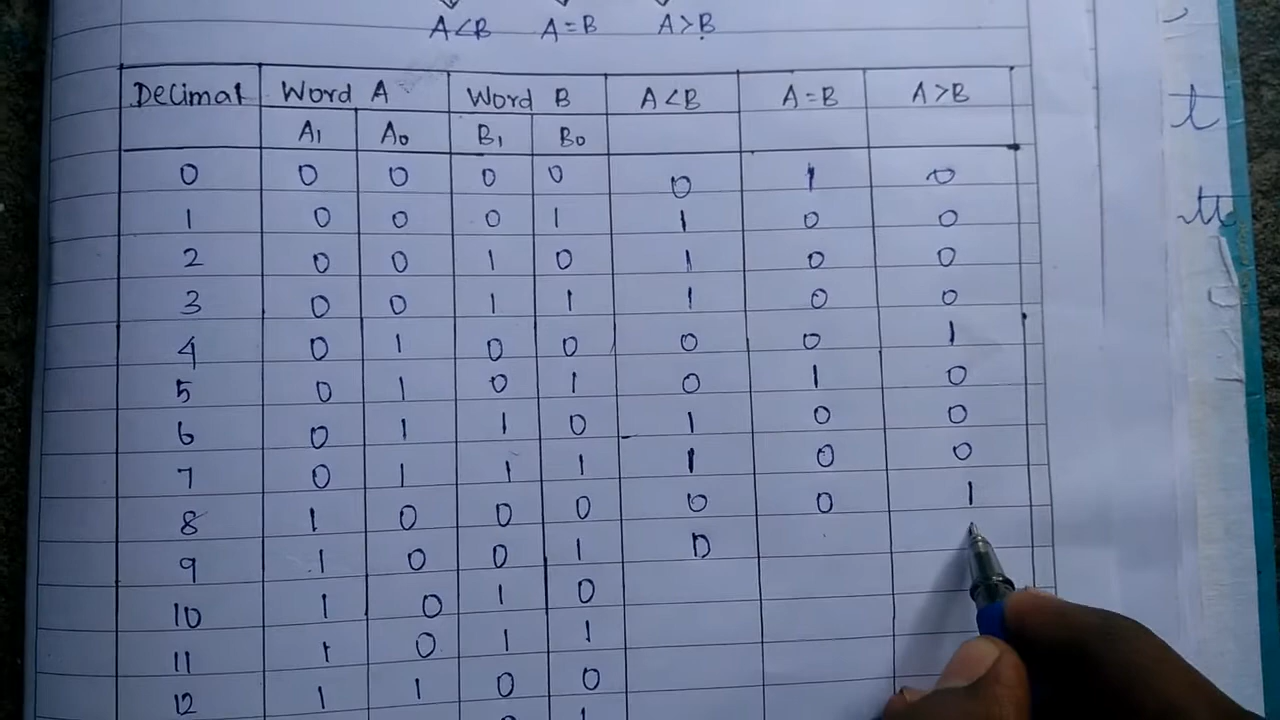 A<B A=B A>B
Decimal Word A Word B A<B A=B A>B
A₁ A₀ B₁ B₀
0 0 0 0 0 0 1 0
1 0 0 0 1 1 0 0
2 0 0 1 0 1 0 0
3 0 0 1 1 1 0 0
4 0 1 0 0 0 0 1
5 0 1 0 1 0 1 0
6 0 1 1 0 1 0 0
7 0 1 1 1 1 0 0
8 1 0 0 0 0 0 1
9 1 0 0 1 0
10 1 0 1 0
11 1 0 1 1
12 1 1 0 0